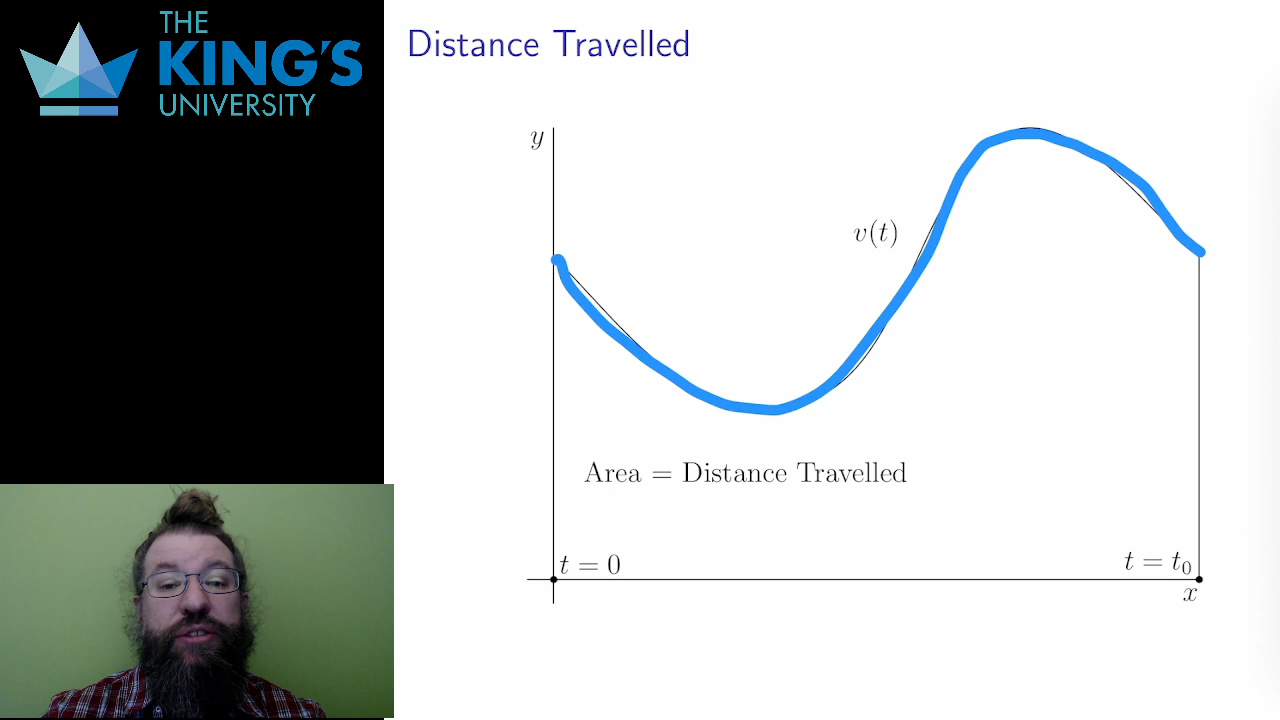 THE
KING'S
UNIVERSITY
Distance Travelled
y
v(t)
Area = Distance Travelled
t = 0
t = t₀
x